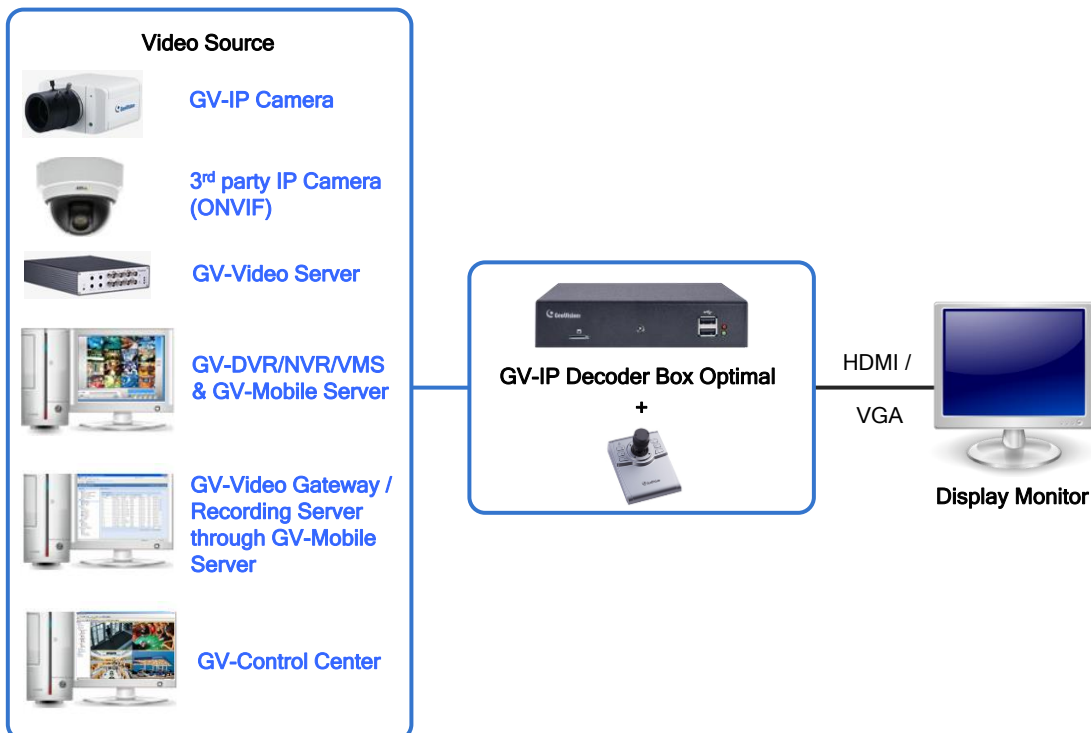 Video Source
GV-IP Camera
3rd party IP Camera
(ONVIF)
GV-Video Server
GV-DVR/NVR/VMS
& GV-Mobile Server
GV-Video Gateway /
Recording Server
through GV-Mobile
Server
GV-Control Center
GeoVision
GV-IP Decoder Box Optimal
+
HDMI /
VGA
Display Monitor